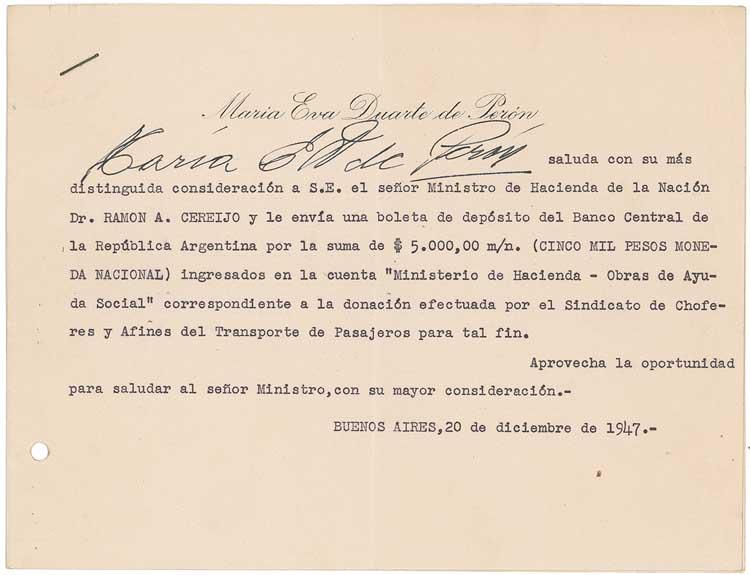 Maria Eva Duarte de Perón
María E D de Perón saluda con su más
distinguida consideración a S.E. el señor Ministro de Hacienda de la Nación
Dr. RAMON A. CEREIJO y le envía una boleta de depósito del Banco Central de
la República Argentina por la suma de $ 5.000,00 m/n. (CINCO MIL PESOS MONE-
DA NACIONAL) ingresados en la cuenta "Ministerio de Hacienda - Obras de Ayu-
da Social" correspondiente a la donación efectuada por el Sindicato de Chofe-
res y Afines del Transporte de Pasajeros para tal fin.
Aprovecha la oportunidad
para saludar al señor Ministro,con su mayor consideración.-
BUENOS AIRES,20 de diciembre de 1947.-